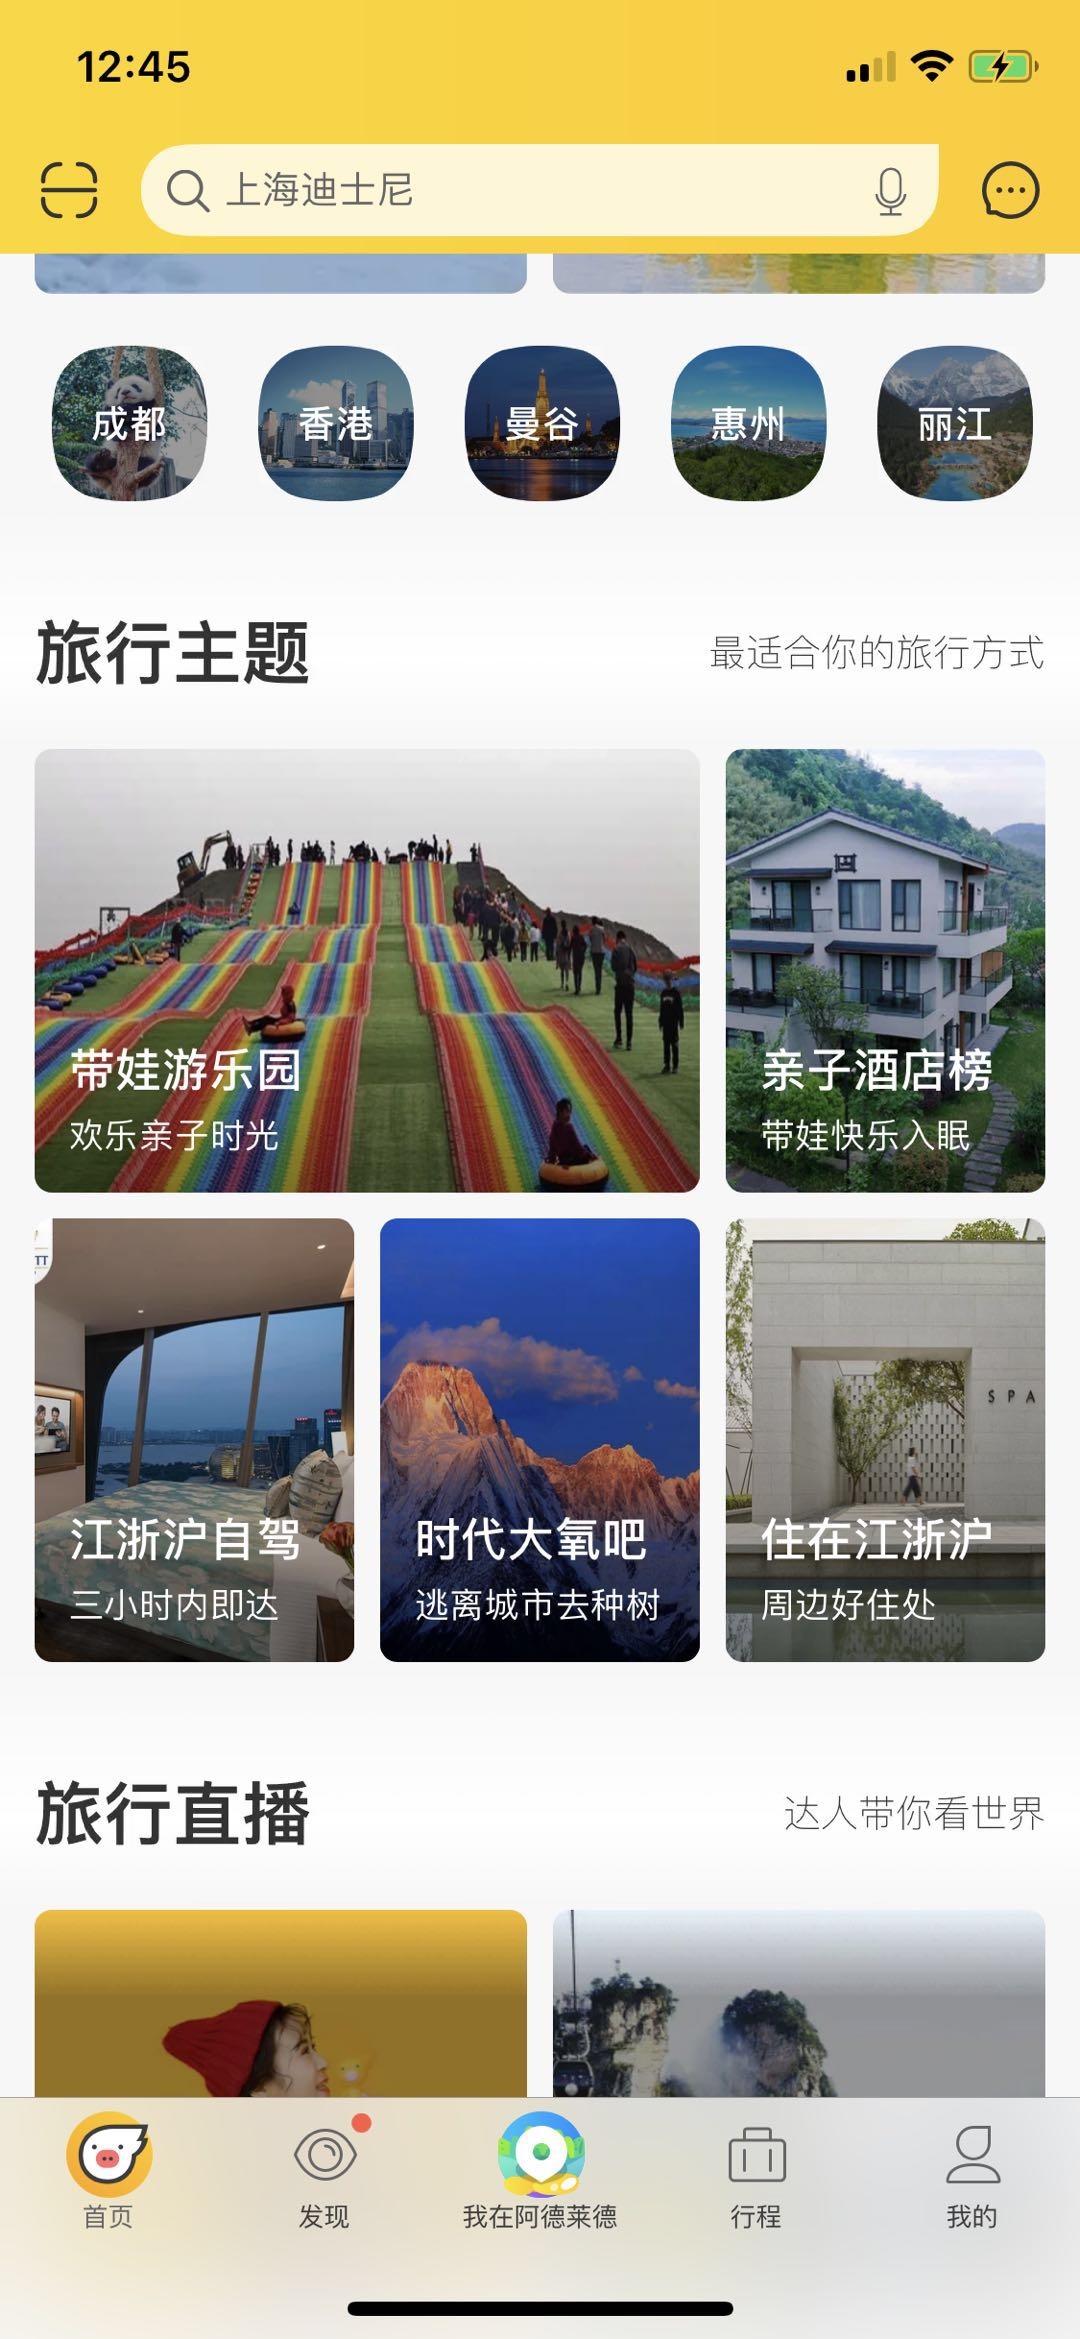 12:45
上海迪士尼
成都
香港
曼谷
惠州
丽江
旅行主题
最适合你的旅行方式
带娃游乐园
欢乐亲子时光
亲子酒店榜
带娃快乐入眠
TT
SPA
江浙沪自驾
三小时内即达
时代大氧吧
逃离城市去种树
住在江浙沪
周边好住处
旅行直播
达人带你看世界
首页
发现
我在阿德莱德
行程
我的